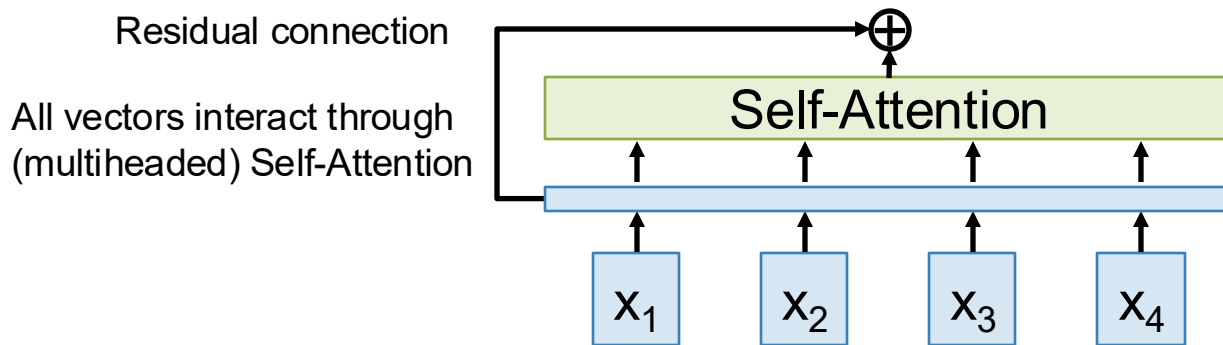 Residual connection
Self-Attention
All vectors interact through
(multiheaded) Self-Attention
x₁ x₂ x₃ x₄